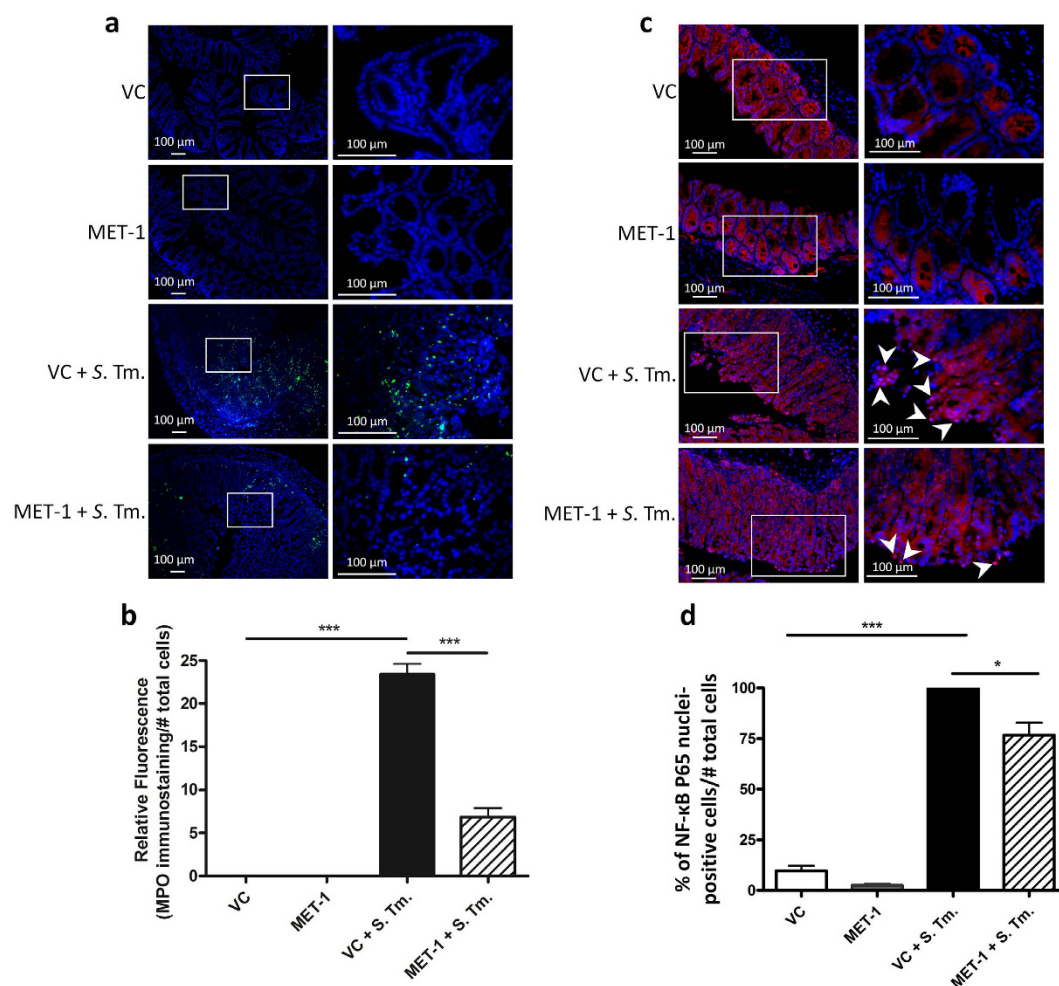 a
VC
100 µm
100 µm
MET-1
100 µm
100 µm
VC + S. Tm.
100 µm
100 µm
MET-1 + S. Tm.
100 µm
100 µm
b
***
***
Relative Fluorescence
(MPO immunostaining/# total cells)
25
20
15
10
5
0
VC
MET-1
VC + S. Tm.
MET-1 + S. Tm.
c
VC
100 µm
100 µm
MET-1
100 µm
100 µm
VC + S. Tm.
100 µm
100 µm
MET-1 + S. Tm.
100 µm
100 µm
d
***
*
% of NF-κB P65 nuclei-
positive cells/# total cells
100
75
50
25
0
VC
MET-1
VC + S. Tm.
MET-1 + S. Tm.